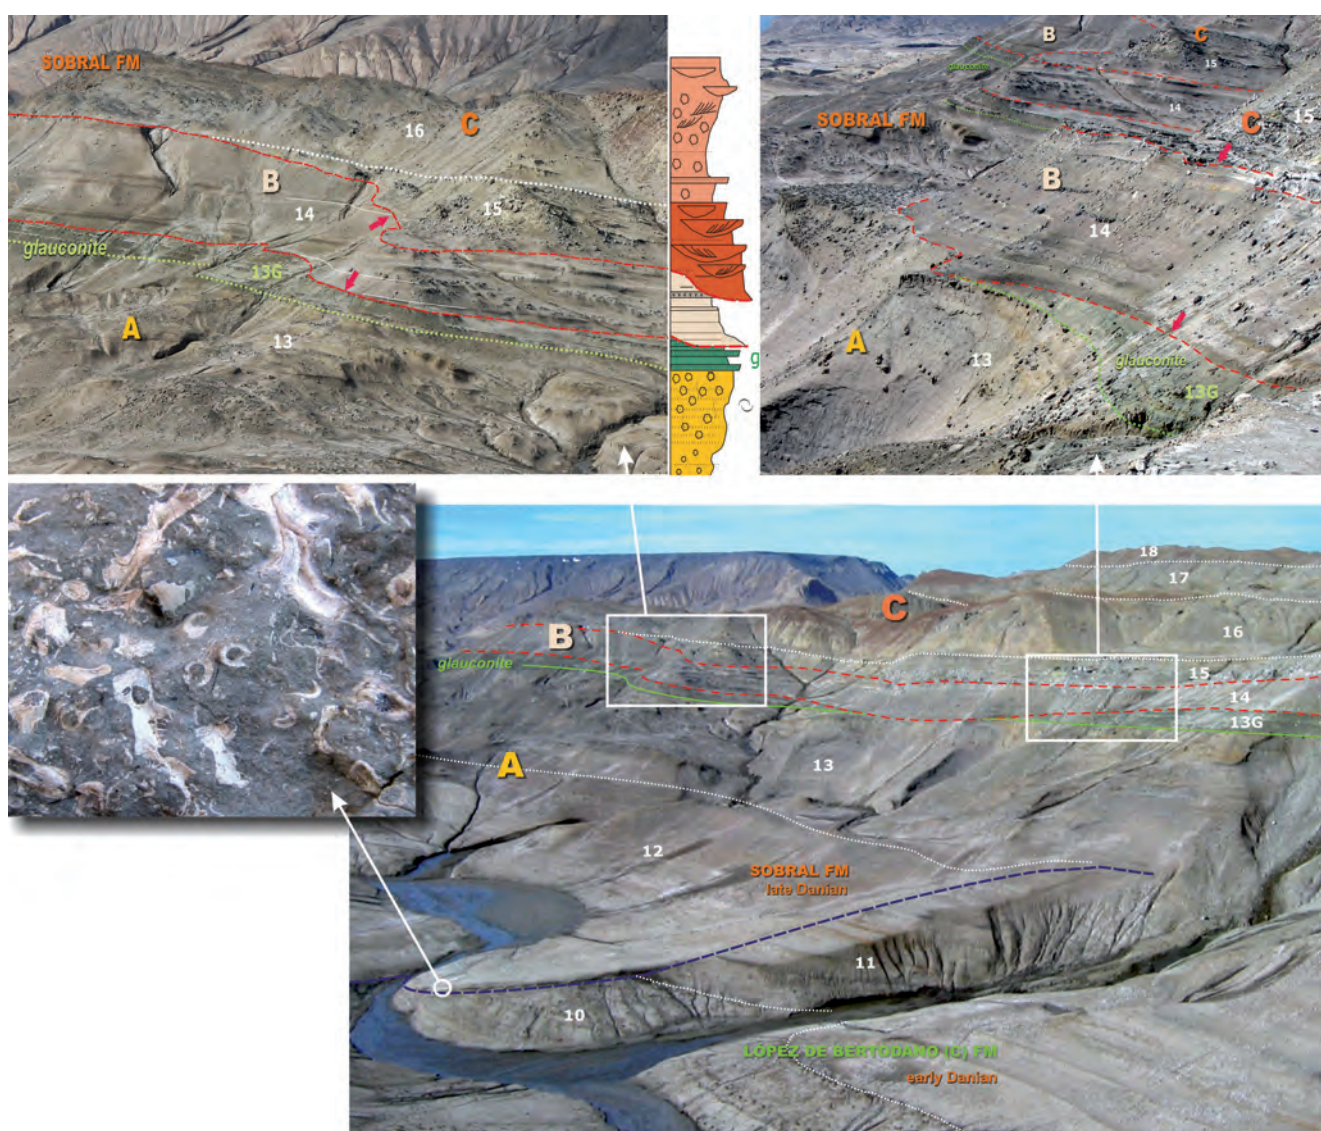 SOBRAL FM
16
C
B
15
14
glauconite
13G
A
13
g
B
C
glauconite
15
14
SOBRAL FM
C
15
B
14
A
13
glauconite
13G
18
17
C
16
B
glauconite
15
14
13G
A
13
12
SOBRAL FM
late Danian
11
10
LÓPEZ DE BERTODANO (C) FM
early Danian